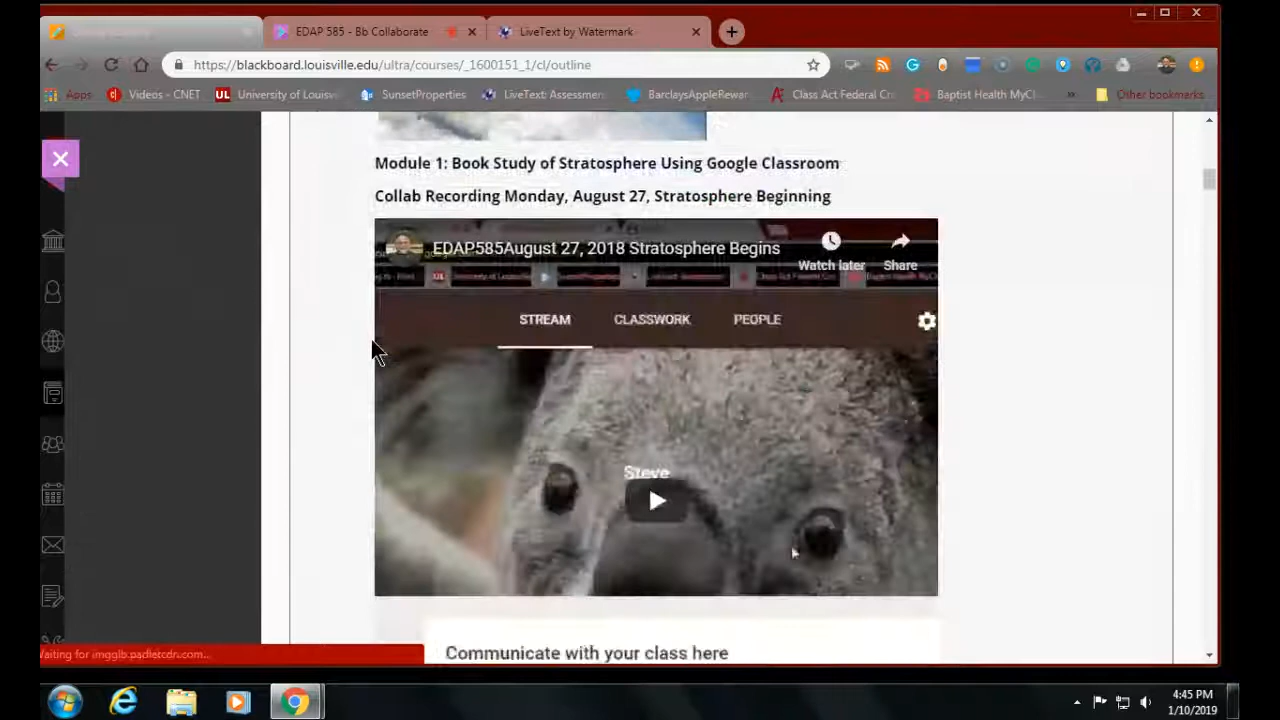 EDAP 585 - Bb Collaborate
LiveText by Watermark
https://blackboard.louisville.edu/ultra/courses/_1600151_1/cl/outline
Apps
Videos - CNET
University of Louisv
SunsetProperties
LiveText: Assessmen
BarclaysAppleRewar
Class Act Federal Cr
Baptist Health MyCl
»
Other bookmarks
Module 1: Book Study of Stratosphere Using Google Classroom
Collab Recording Monday, August 27, Stratosphere Beginning
EDAP585August 27, 2018 Stratosphere Begins
Watch later
Share
STREAM
CLASSWORK
PEOPLE
Steve
Communicate with your class here
Waiting for imgglb.padletcdn.com...
4:45 PM
1/10/2019